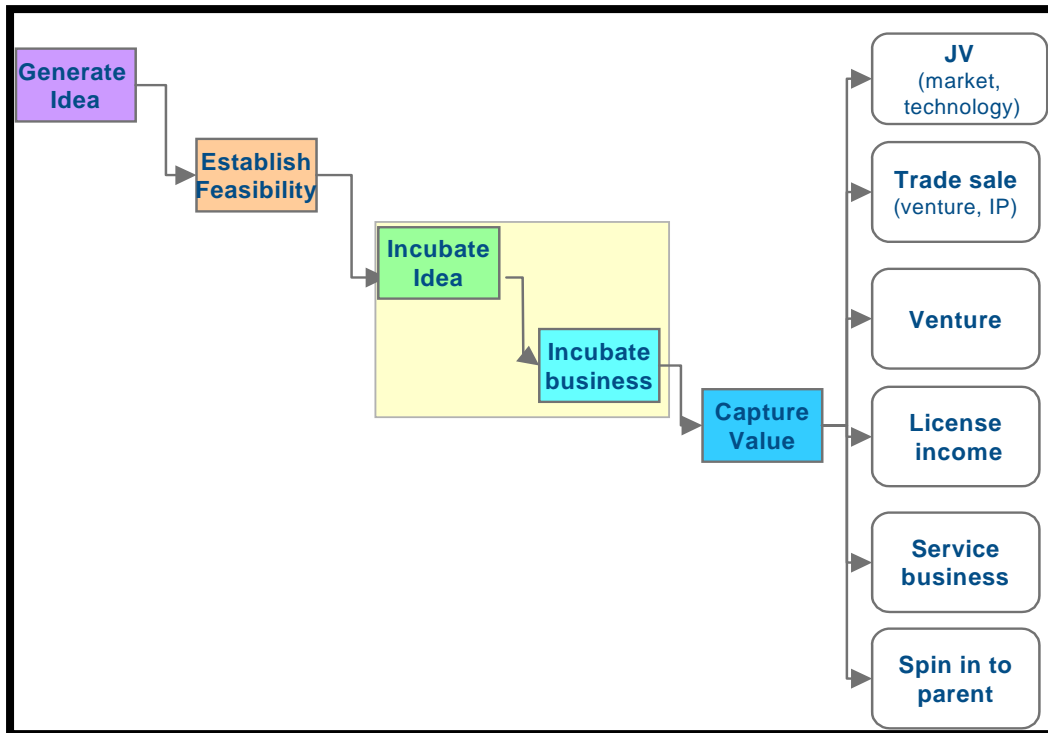 Generate
Idea
Establish
Feasibility
Incubate
Idea
Incubate
business
Capture
Value
JV
(market,
technology)
Trade sale
(venture, IP)
Venture
License
income
Service
business
Spin in to
parent